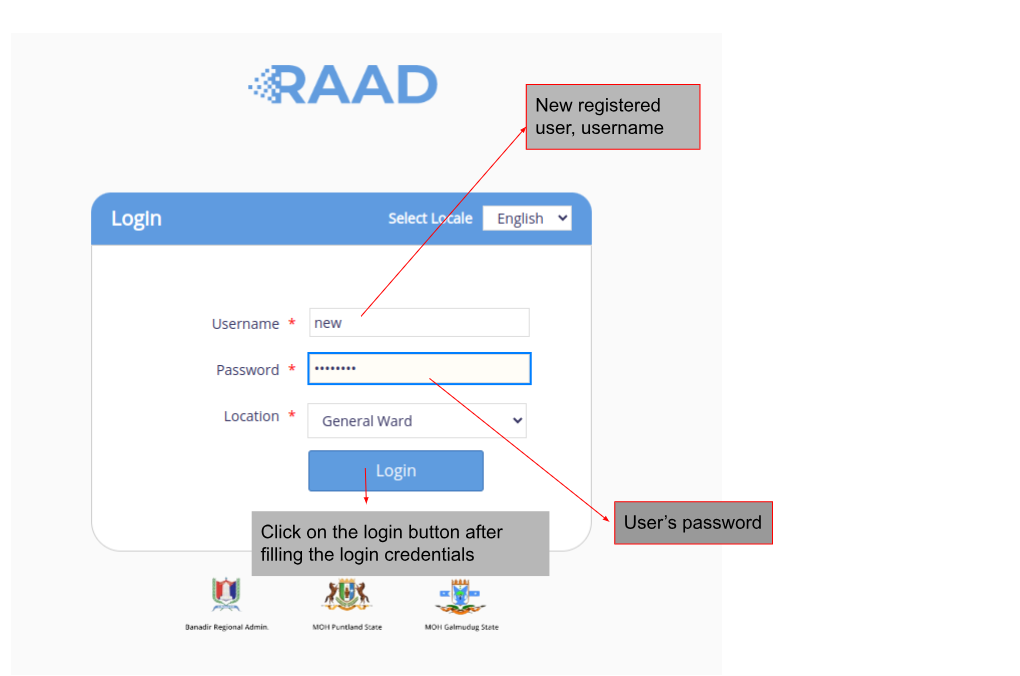 RAAD
New registered
user, username
Login
Select Locale
English
Username *
new
Password *
••••••••
Location *
General Ward
Login
User’s password
Click on the login button after
filling the login credentials
Banadir Regional Admin.
MOH Puntland State
MOH Galmudug State